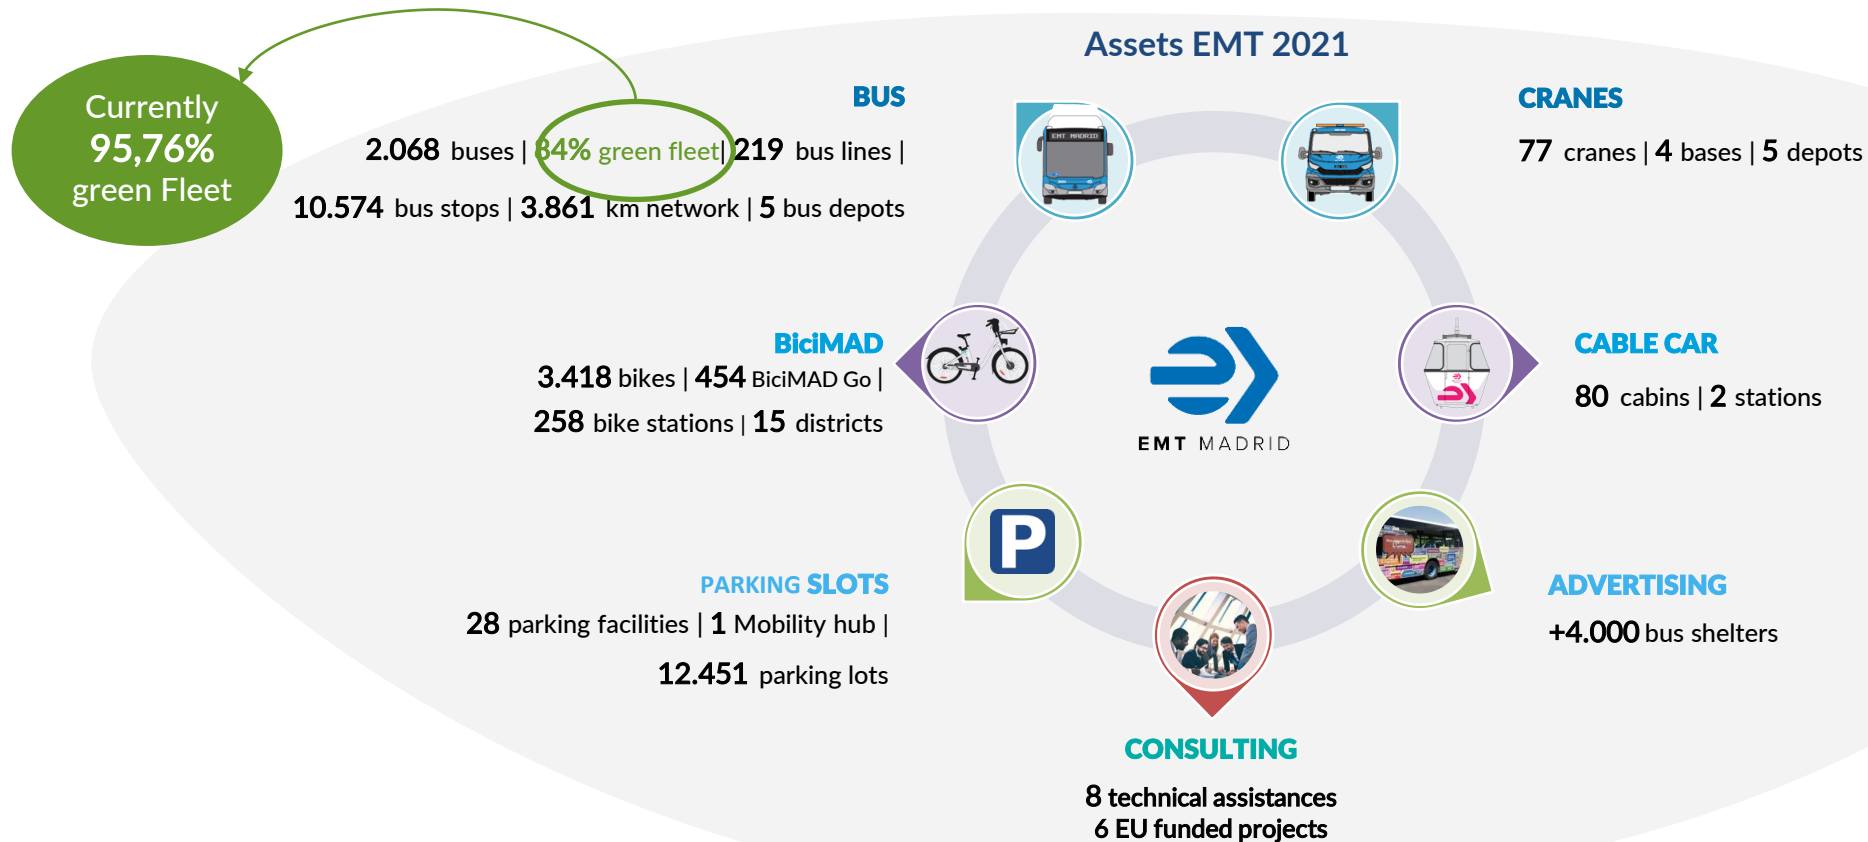 Assets EMT 2021
Currently
95,76%
green Fleet
BUS
2.068 buses | 84% green fleet| 219 bus lines |
10.574 bus stops | 3.861 km network | 5 bus depots
EMT MADRID
CRANES
77 cranes | 4 bases | 5 depots
BiciMAD
3.418 bikes | 454 BiciMAD Go |
258 bike stations | 15 districts
EMT MADRID
CABLE CAR
80 cabins | 2 stations
PARKING SLOTS
28 parking facilities | 1 Mobility hub |
12.451 parking lots
P
ADVERTISING
+4.000 bus shelters
CONSULTING
8 technical assistances
6 EU funded projects